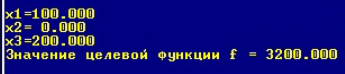 x1=100.000
x2= 0.000
x3=200.000
Значение целевой функции f = 3200.000